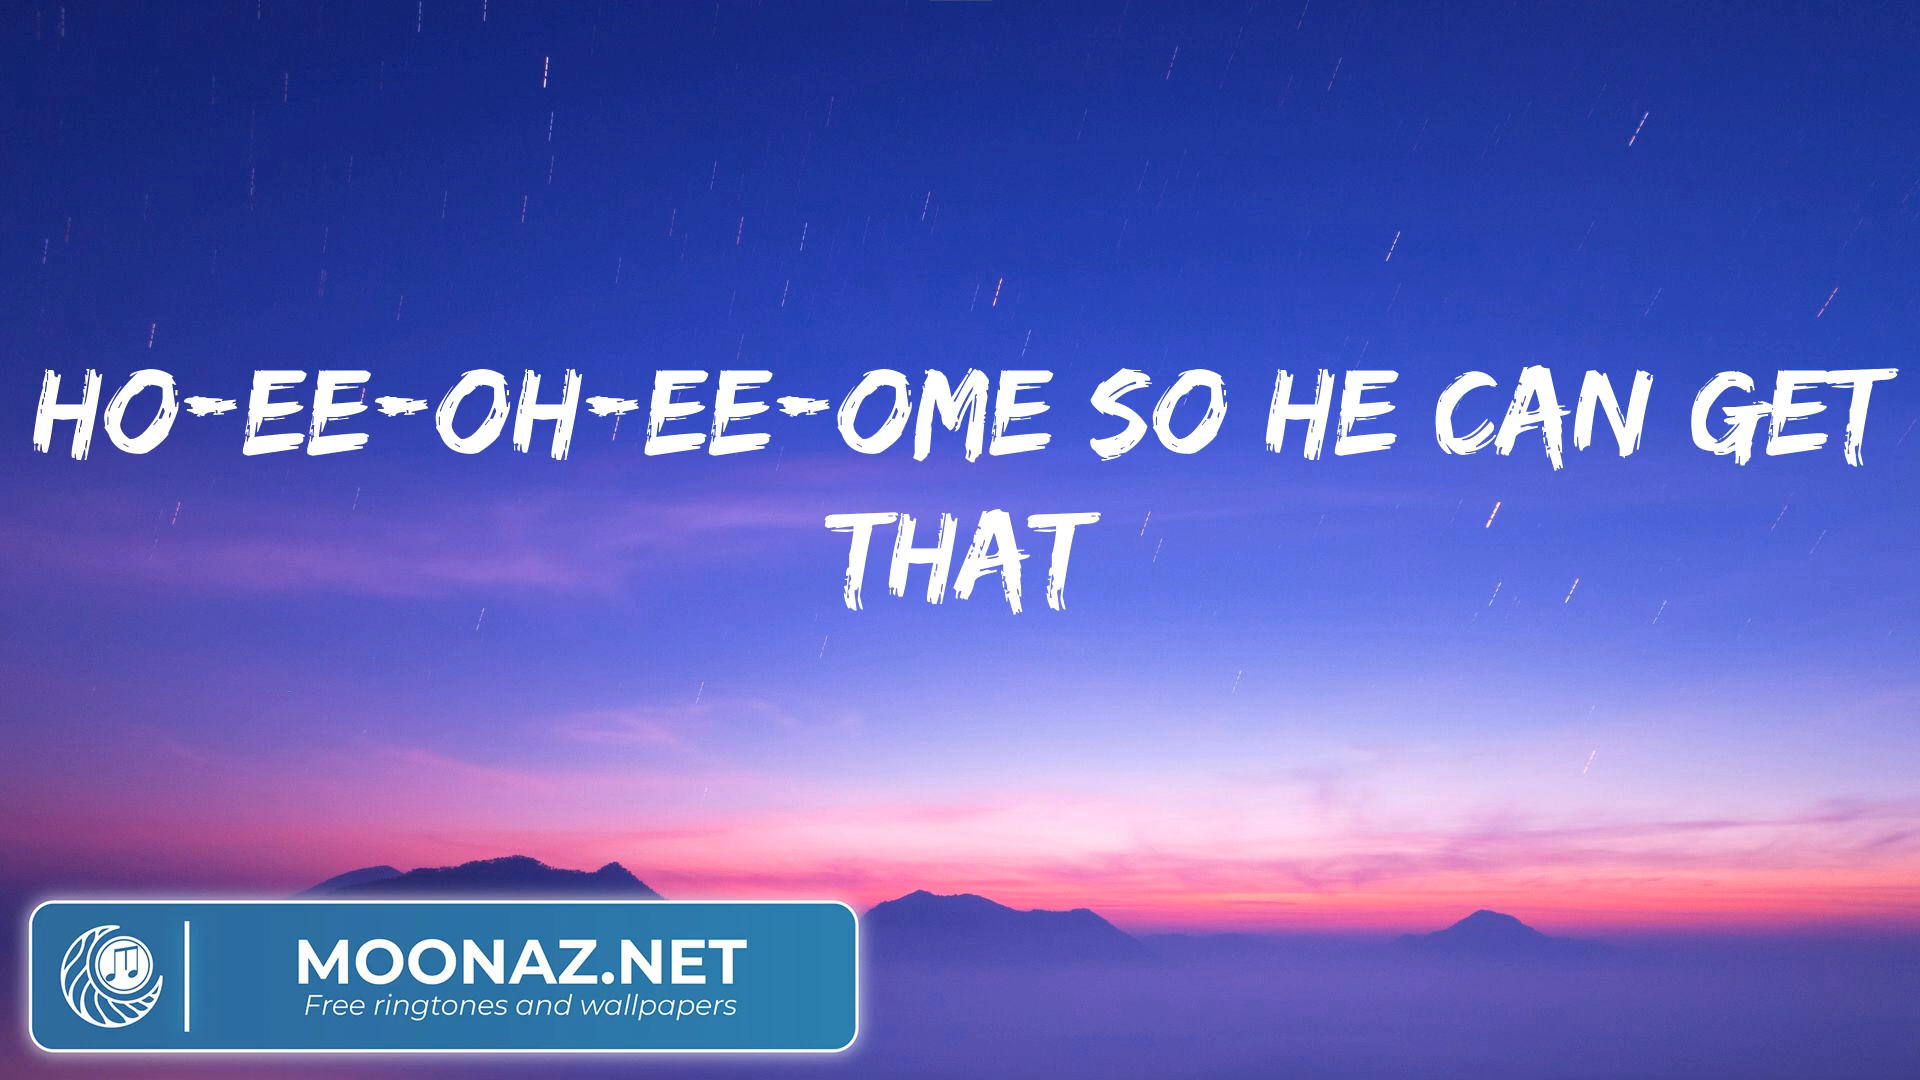 HO-EE-OH-EE-OME SO HE CAN GET
THAT
MOONAZ.NET
Free ringtones and wallpapers